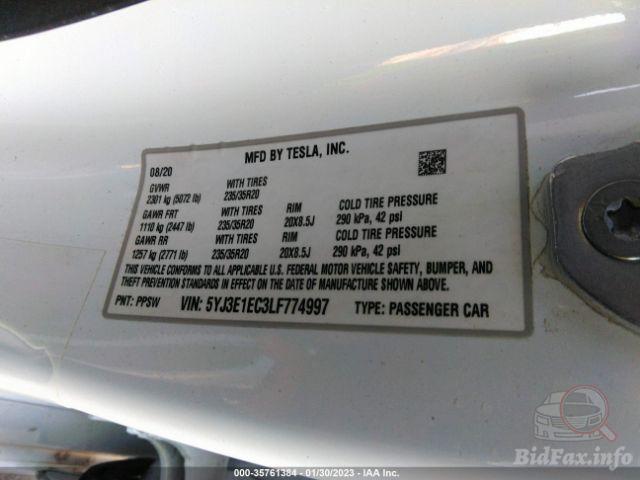 MFD BY TESLA, INC.
08/20
GVWR WITH TIRES
2301 kg (5072 lb) 235/35R20
GAWR FRT WITH TIRES RIM COLD TIRE PRESSURE
1110 kg (2447 lb) 235/35R20 20X8.5J 290 kPa, 42 psi
GAWR RR WITH TIRES RIM COLD TIRE PRESSURE
1257 kg (2771 lb) 235/35R20 20X8.5J 290 kPa, 42 psi
THIS VEHICLE CONFORMS TO ALL APPLICABLE U.S. FEDERAL MOTOR VEHICLE SAFETY, BUMPER, AND
THEFT PREVENTION STANDARDS IN EFFECT ON THE DATE OF MANUFACTURE SHOWN ABOVE.
PNT: PPSW VIN: 5YJ3E1EC3LF774997 TYPE: PASSENGER CAR
BidFax.info
000-35761384 - 01/30/2023 - IAA Inc.